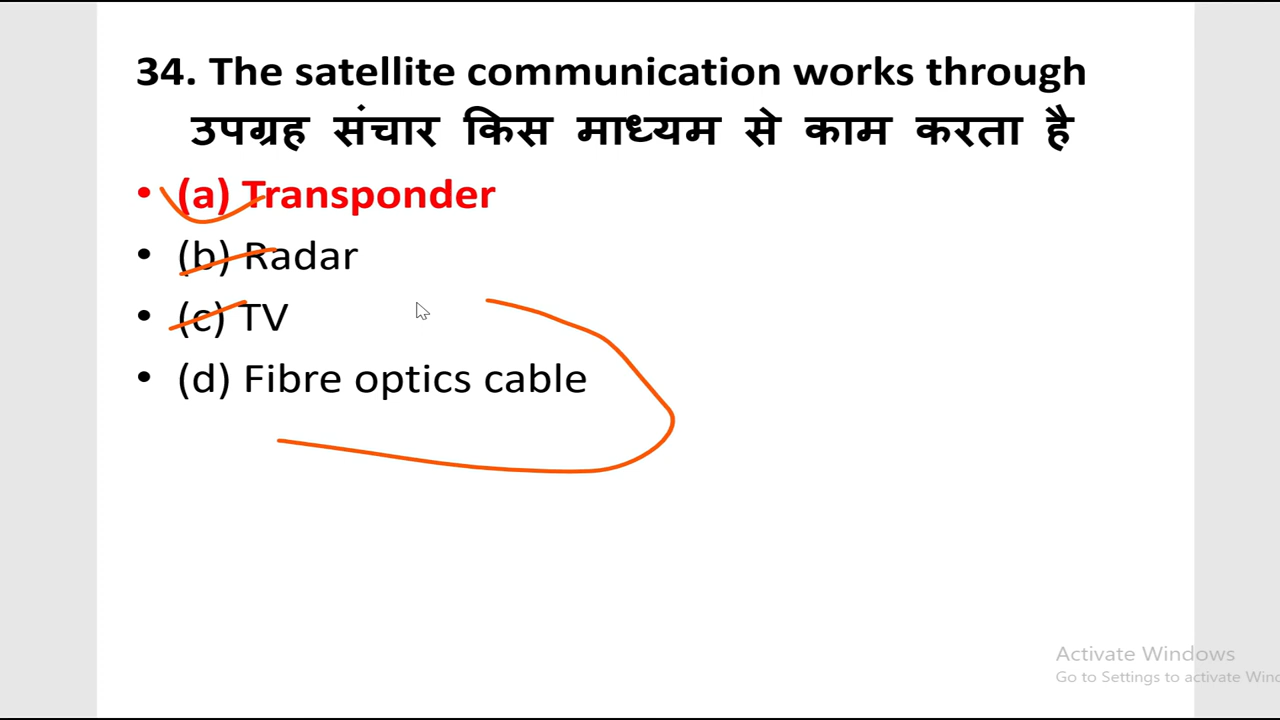 34. The satellite communication works through
उपग्रह संचार किस माध्यम से काम करता है
• (a) Transponder
• (b) Radar
• (c) TV
• (d) Fibre optics cable
Activate Windows
Go to Settings to activate Win